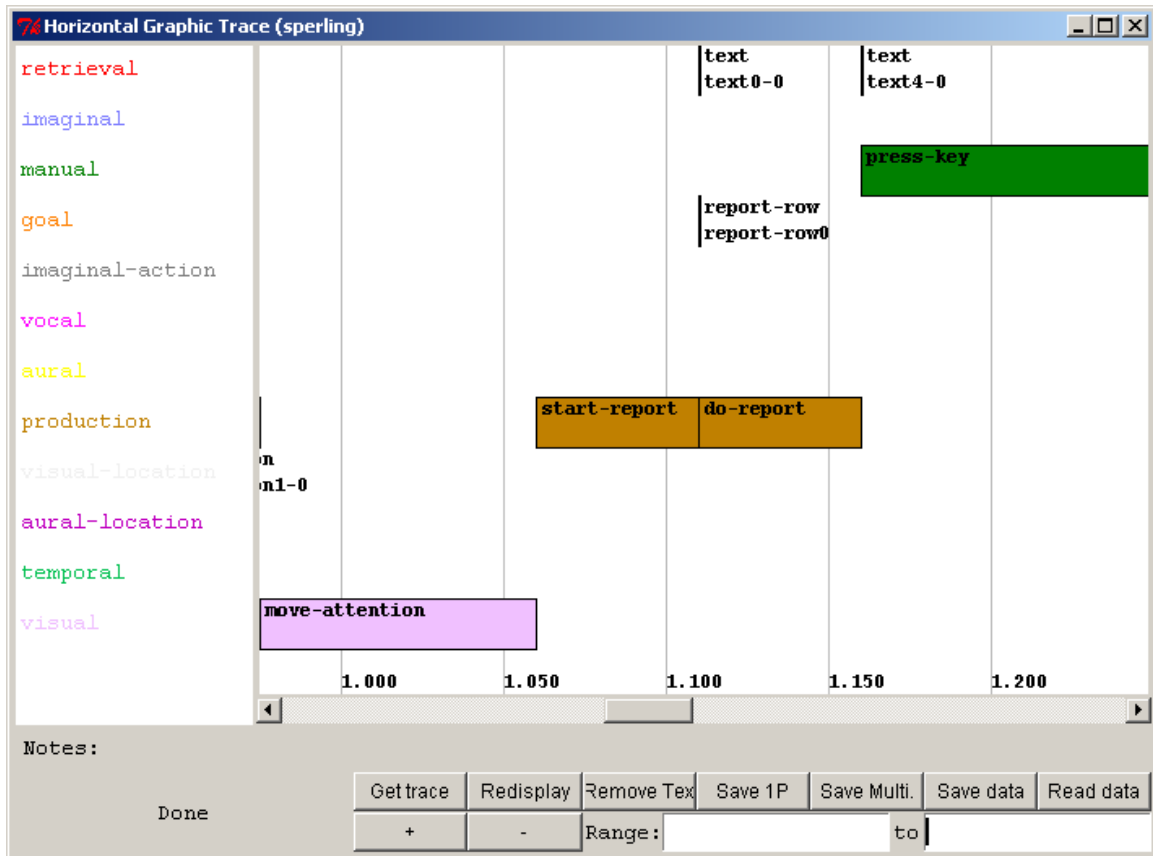 Horizontal Graphic Trace (sperling)
retrieval
text
text0-0
text
text4-0
imaginal
manual
press-key
goal
report-row
report-row0
imaginal-action
vocal
aural
production
start-report
do-report
visual-location
on
on1-0
aural-location
temporal
visual
move-attention
1.000 1.050 1.100 1.150 1.200
Notes:
Done
Get trace Redisplay Remove Tex Save 1P Save Multi. Save data Read data
+ - Range: to